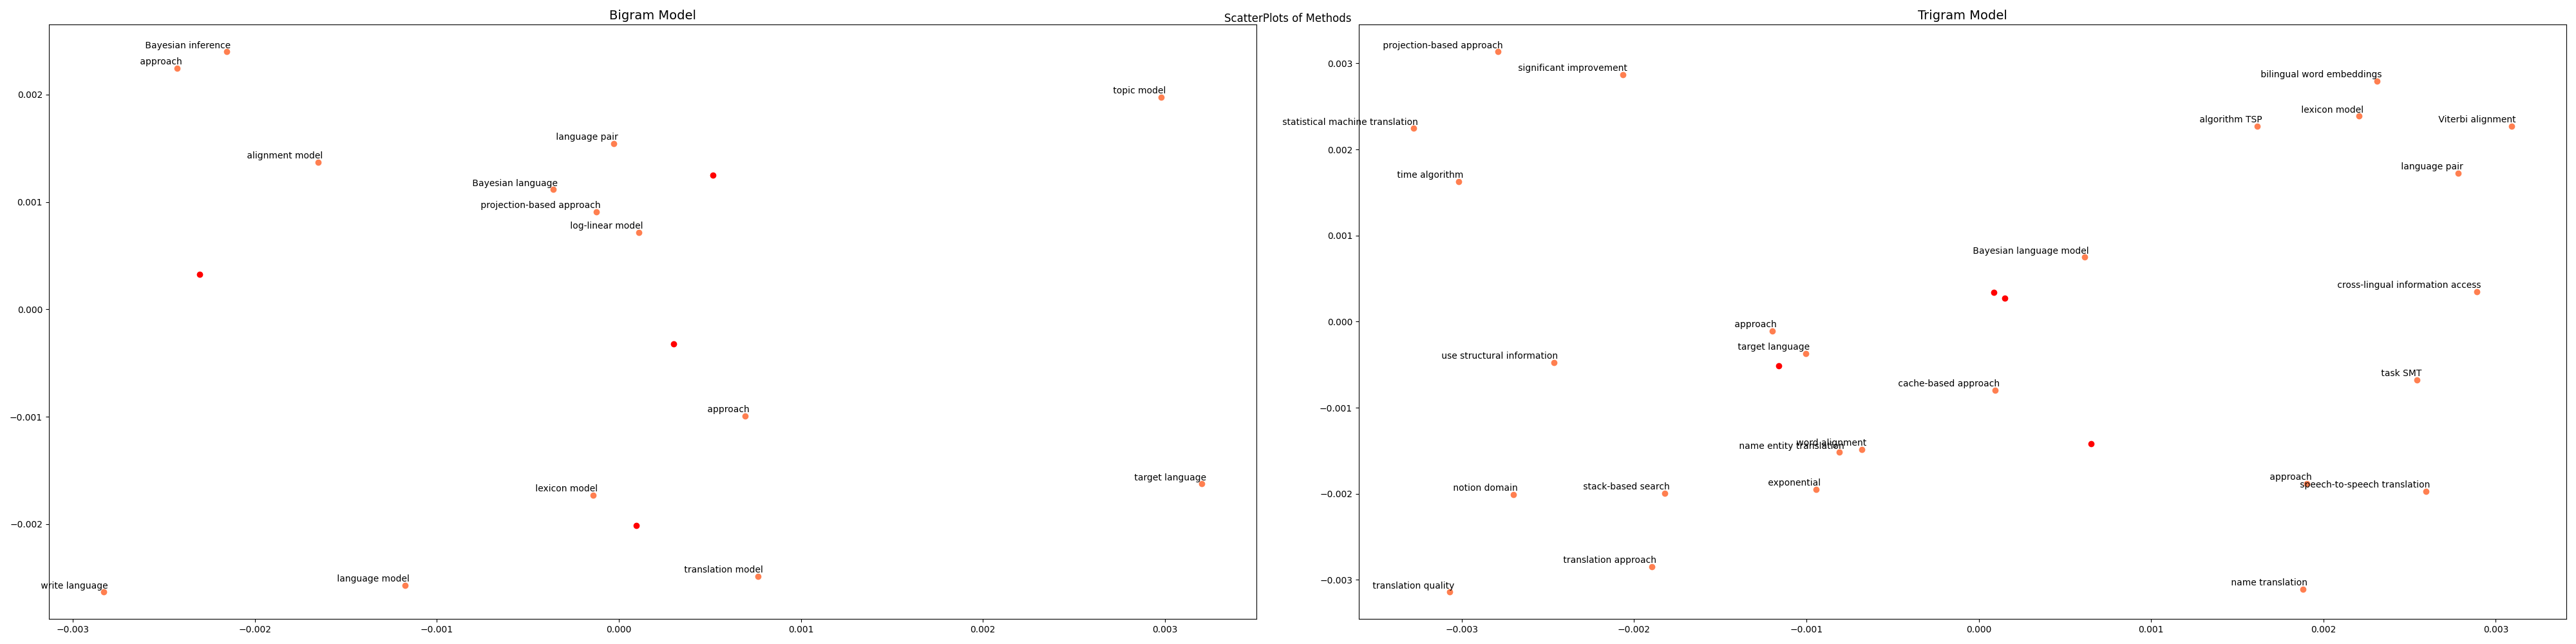 ScatterPlots of Methods
Bigram Model
Bayesian inference
approach
topic model
language pair
alignment model
Bayesian language
projection-based approach
log-linear model
approach
target language
lexicon model
translation model
language model
write language
0.002
0.001
0.000
−0.001
−0.002
−0.003
−0.002
−0.001
0.000
0.001
0.002
0.003
Trigram Model
projection-based approach
significant improvement
bilingual word embeddings
lexicon model
statistical machine translation
algorithm TSP
Viterbi alignment
language pair
time algorithm
Bayesian language model
cross-lingual information access
approach
target language
use structural information
task SMT
cache-based approach
word alignment
name entity translation
approach
exponential
speech-to-speech translation
stack-based search
notion domain
translation approach
name translation
translation quality
0.003
0.002
0.001
0.000
−0.001
−0.002
−0.003
−0.003
−0.002
−0.001
0.000
0.001
0.002
0.003